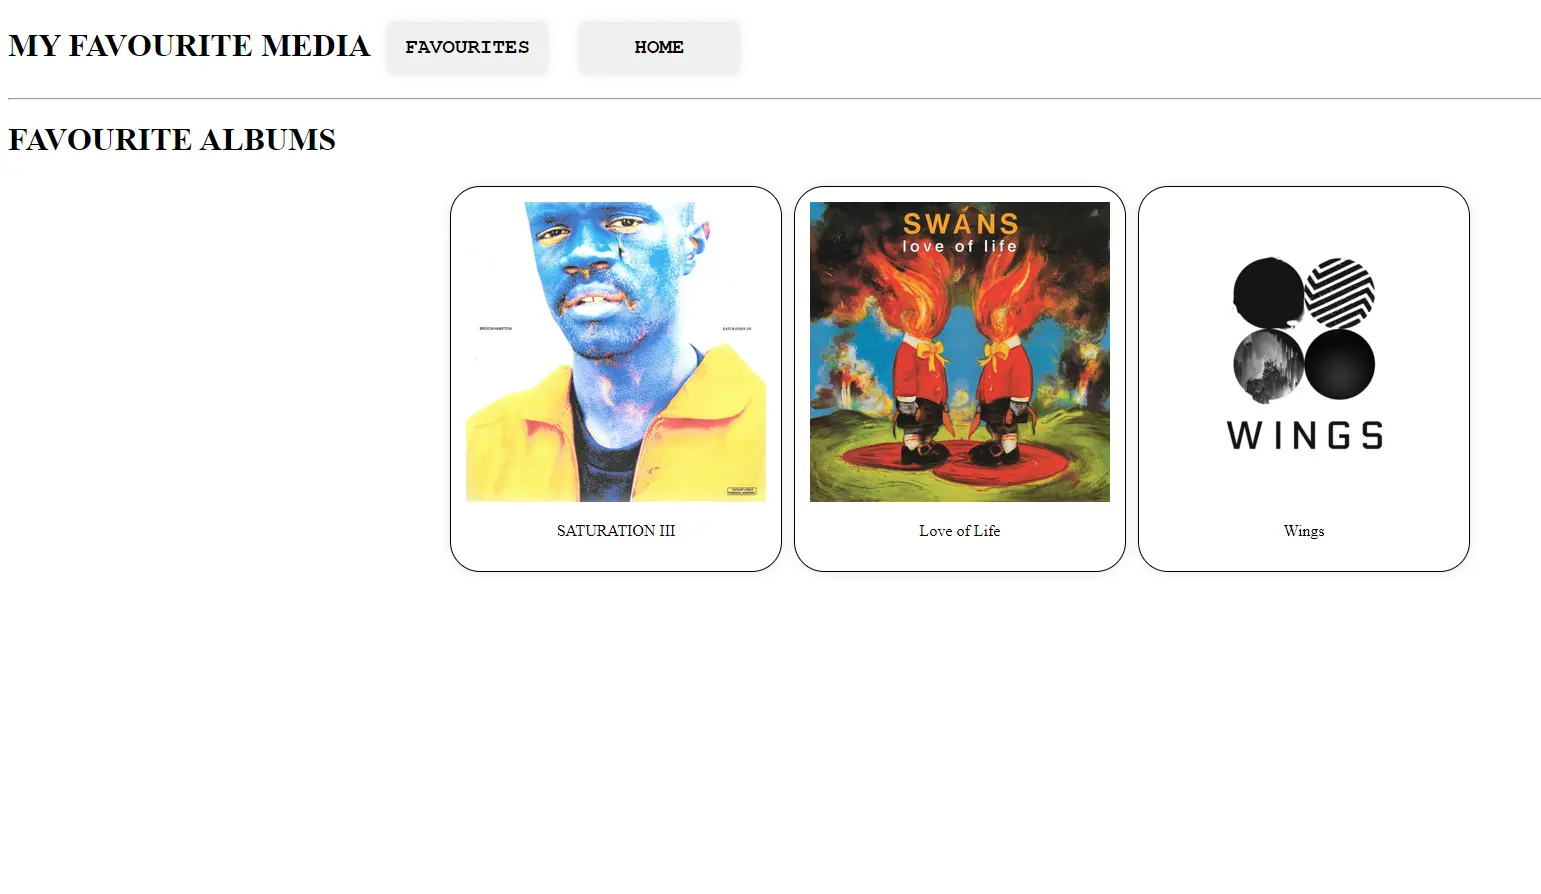 MY FAVOURITE MEDIA FAVOURITES HOME
FAVOURITE ALBUMS
BROCKHAMPTON SATURATION III
SWANS
love of life
WINGS
SATURATION III Love of Life Wings